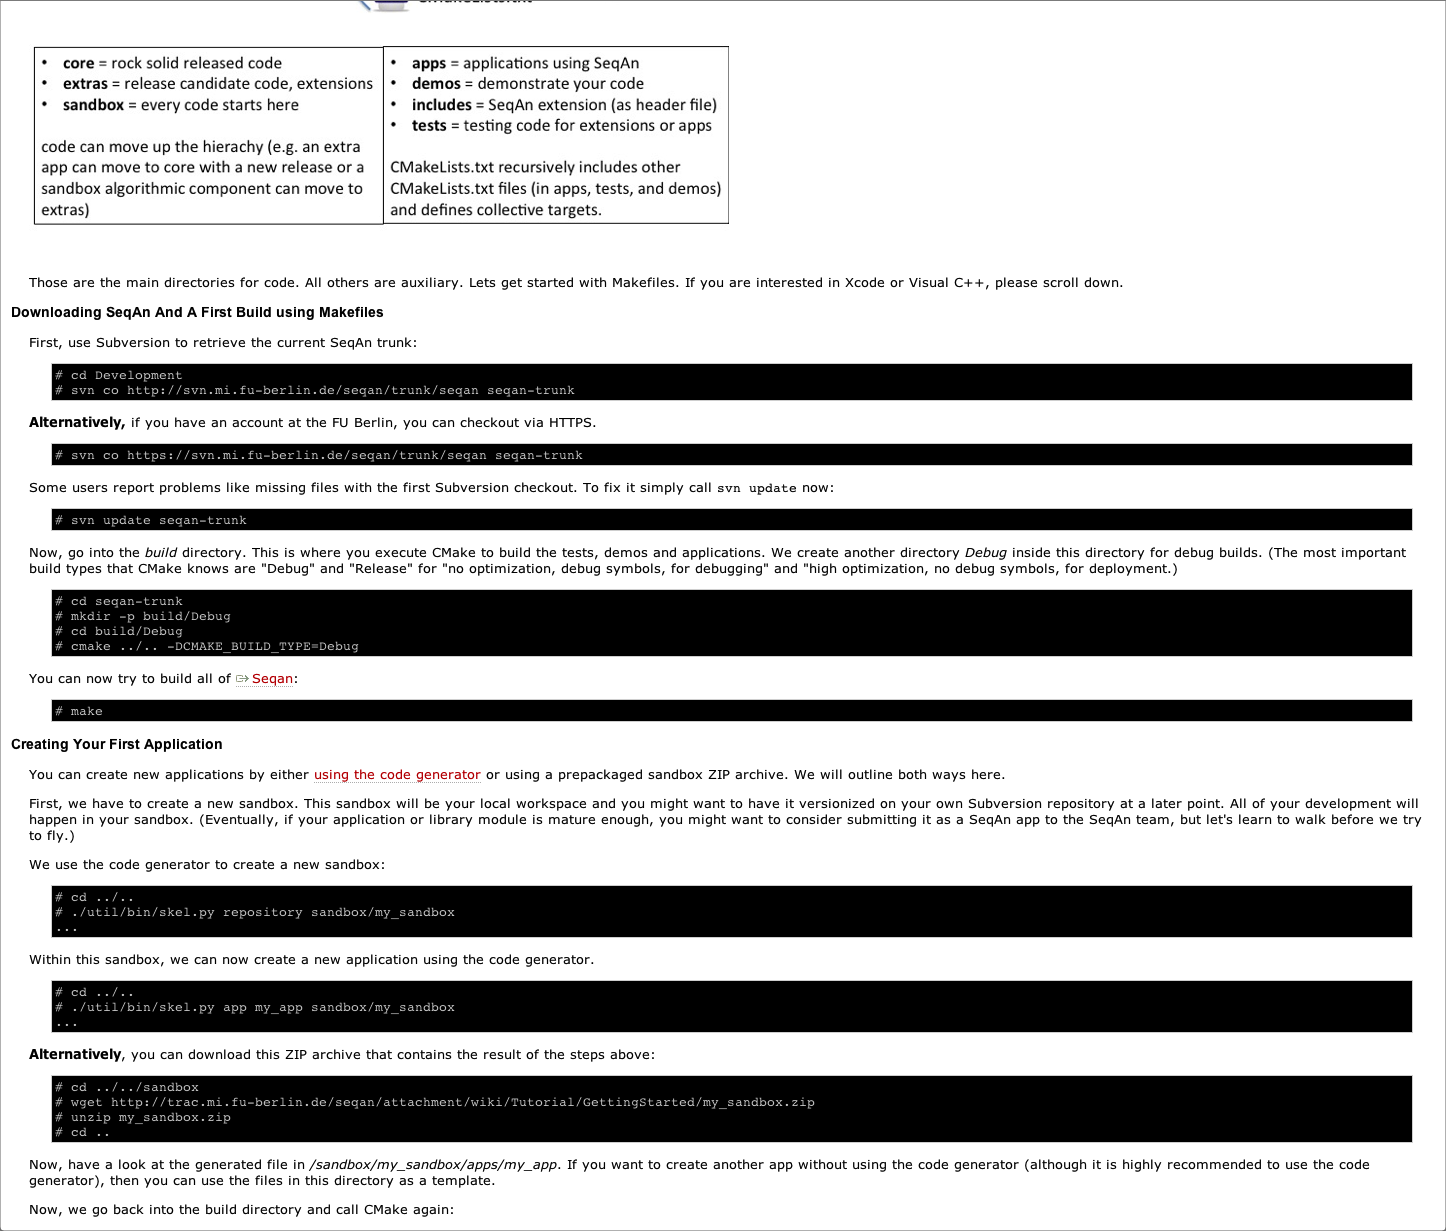 • core = rock solid released code
• extras = release candidate code, extensions
• sandbox = every code starts here
code can move up the hierachy (e.g. an extra
app can move to core with a new release or a
sandbox algorithmic component can move to
extras)
• apps = applications using SeqAn
• demos = demonstrate your code
• includes = SeqAn extension (as header file)
• tests = testing code for extensions or apps
CMakeLists.txt recursively includes other
CMakeLists.txt files (in apps, tests, and demos)
and defines collective targets.
Those are the main directories for code. All others are auxiliary. Lets get started with Makefiles. If you are interested in Xcode or Visual C++, please scroll down.
Downloading SeqAn And A First Build using Makefiles
First, use Subversion to retrieve the current SeqAn trunk:
# cd Development
# svn co http://svn.mi.fu-berlin.de/seqan/trunk/seqan seqan-trunk
Alternatively, if you have an account at the FU Berlin, you can checkout via HTTPS.
# svn co https://svn.mi.fu-berlin.de/seqan/trunk/seqan seqan-trunk
Some users report problems like missing files with the first Subversion checkout. To fix it simply call svn update now:
# svn update seqan-trunk
Now, go into the build directory. This is where you execute CMake to build the tests, demos and applications. We create another directory Debug inside this directory for debug builds. (The most important
build types that CMake knows are "Debug" and "Release" for "no optimization, debug symbols, for debugging" and "high optimization, no debug symbols, for deployment.)
# cd seqan-trunk
# mkdir -p build/Debug
# cd build/Debug
# cmake ../.. -DCMAKE_BUILD_TYPE=Debug
You can now try to build all of Seqan:
# make
Creating Your First Application
You can create new applications by either using the code generator or using a prepackaged sandbox ZIP archive. We will outline both ways here.
First, we have to create a new sandbox. This sandbox will be your local workspace and you might want to have it versionized on your own Subversion repository at a later point. All of your development will
happen in your sandbox. (Eventually, if your application or library module is mature enough, you might want to consider submitting it as a SeqAn app to the SeqAn team, but let's learn to walk before we try
to fly.)
We use the code generator to create a new sandbox:
# cd ../..
# ./util/bin/skel.py repository sandbox/my_sandbox
...
Within this sandbox, we can now create a new application using the code generator.
# cd ../..
# ./util/bin/skel.py app my_app sandbox/my_sandbox
...
Alternatively, you can download this ZIP archive that contains the result of the steps above:
# cd ../../sandbox
# wget http://trac.mi.fu-berlin.de/seqan/attachment/wiki/Tutorial/GettingStarted/my_sandbox.zip
# unzip my_sandbox.zip
# cd ..
Now, have a look at the generated file in /sandbox/my_sandbox/apps/my_app. If you want to create another app without using the code generator (although it is highly recommended to use the code
generator), then you can use the files in this directory as a template.
Now, we go back into the build directory and call CMake again: